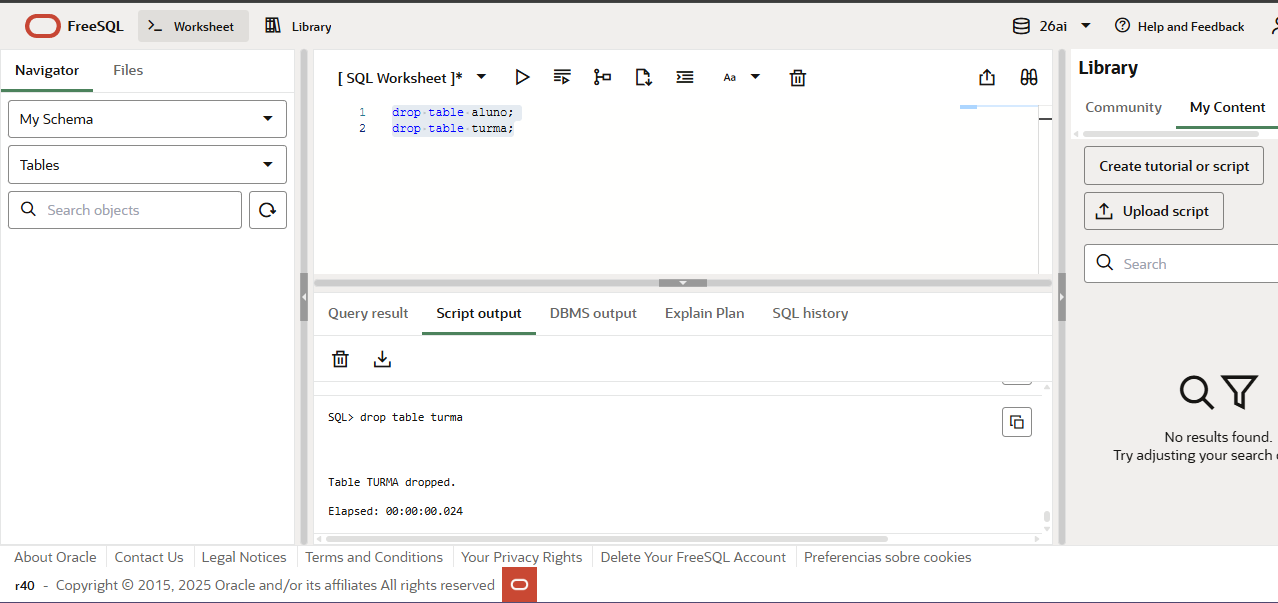 FreeSQL
Worksheet
Library
26ai
Help and Feedback
Navigator
Files
My Schema
Tables
Search objects
[ SQL Worksheet ]*
Aa
1 drop table aluno;
2 drop table turma;
Query result
Script output
DBMS output
Explain Plan
SQL history
SQL> drop table turma
Table TURMA dropped.
Elapsed: 00:00:00.024
Library
Community
My Content
Create tutorial or script
Upload script
Search
No results found.
Try adjusting your search
About Oracle
Contact Us
Legal Notices
Terms and Conditions
Your Privacy Rights
Delete Your FreeSQL Account
Preferencias sobre cookies
r40 - Copyright © 2015, 2025 Oracle and/or its affiliates All rights reserved